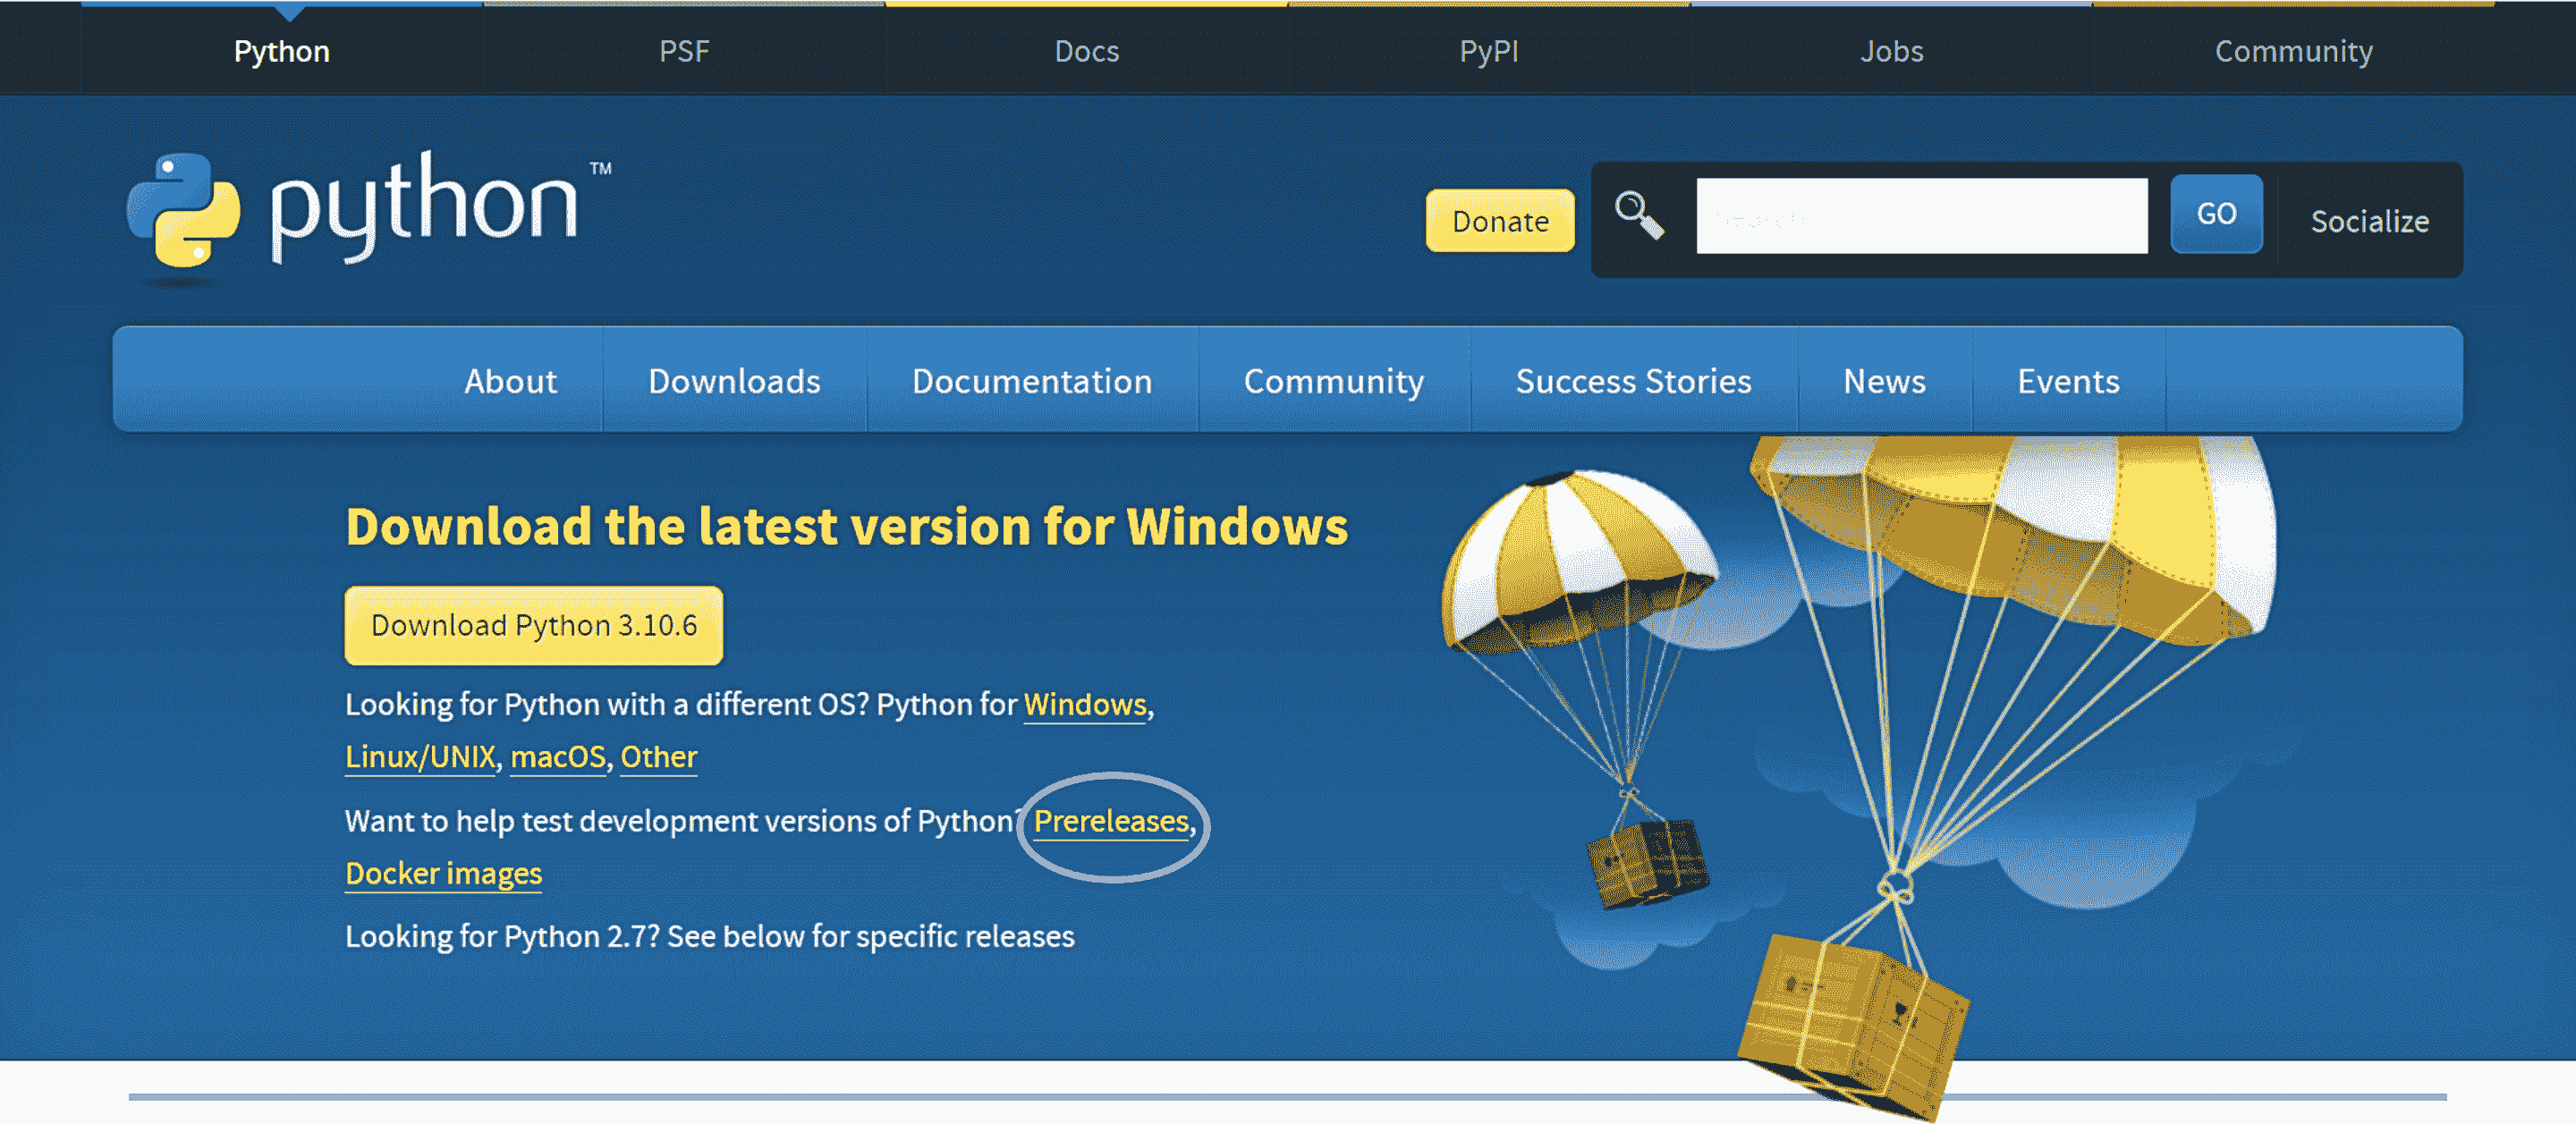 Python PSF Docs PyPI Jobs Community
python™
Donate GO Socialize
About Downloads Documentation Community Success Stories News Events
Download the latest version for Windows
Download Python 3.10.6
Looking for Python with a different OS? Python for Windows,
Linux/UNIX, macOS, Other
Want to help test development versions of Python? Prereleases,
Docker images
Looking for Python 2.7? See below for specific releases